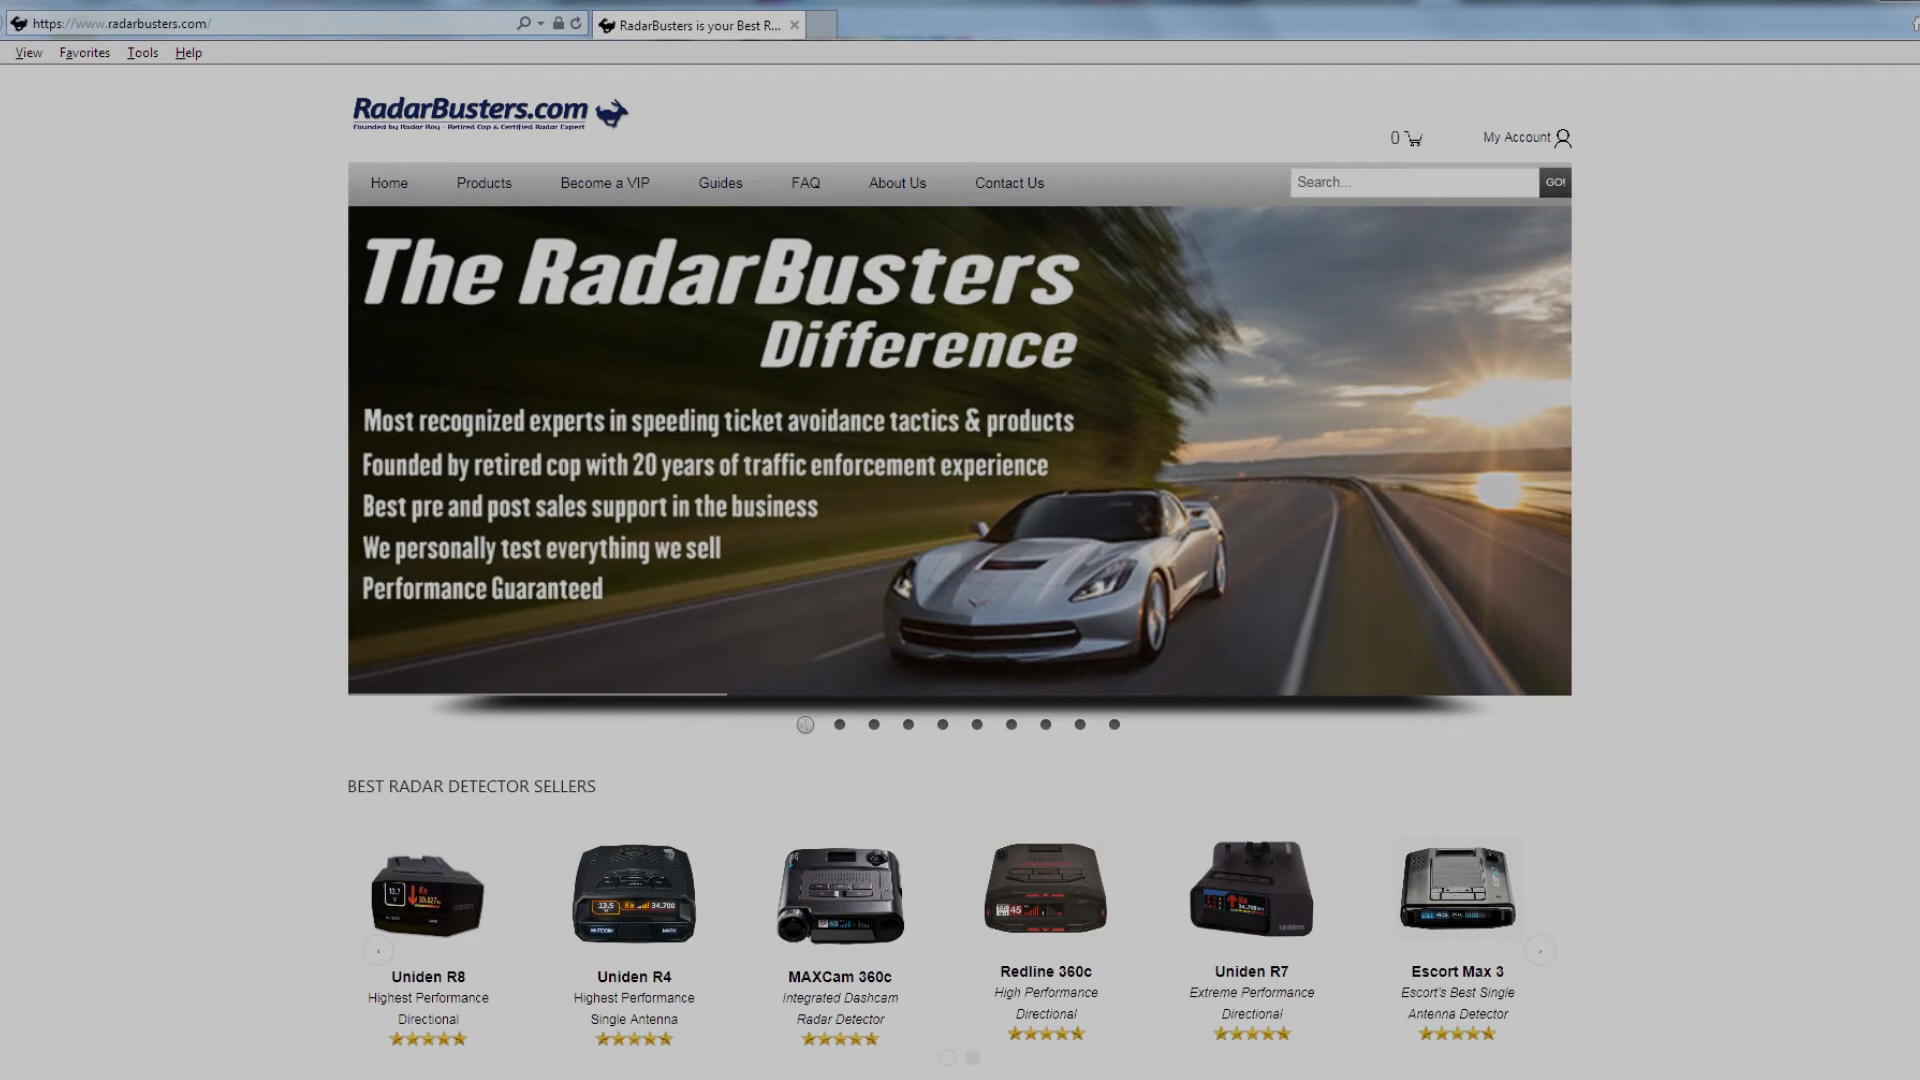 https://www.radarbusters.com/
RadarBusters is your Best R...
View Favorites Tools Help
RadarBusters.com
Founded by Radar Roy - Retired Cop & Certified Radar Expert
0
My Account
Home Products Become a VIP Guides FAQ About Us Contact Us
Search...
GO!
The RadarBusters
Difference
Most recognized experts in speeding ticket avoidance tactics & products
Founded by retired cop with 20 years of traffic enforcement experience
Best pre and post sales support in the business
We personally test everything we sell
Performance Guaranteed
BEST RADAR DETECTOR SELLERS
Uniden R8
Highest Performance
Directional
Uniden R4
Highest Performance
Single Antenna
MAXCam 360c
Integrated Dashcam
Radar Detector
Redline 360c
High Performance
Directional
Uniden R7
Extreme Performance
Directional
Escort Max 3
Escort's Best Single
Antenna Detector